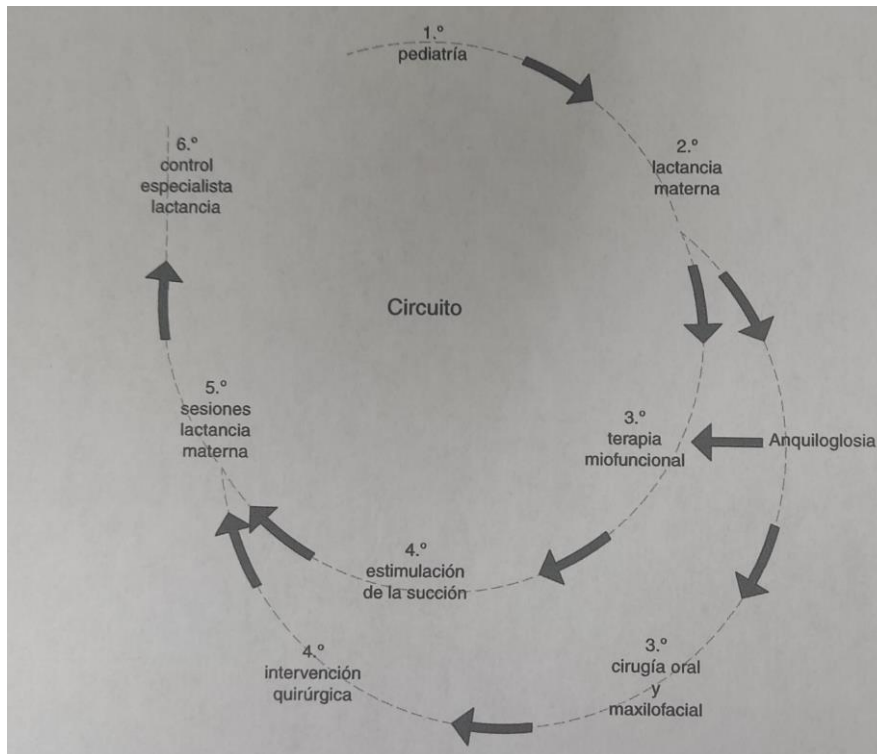 1.º
pediatría
2.º
lactancia
materna
6.º
control
especialista
lactancia
Circuito
5.º
sesiones
lactancia
materna
3.º
terapia
miofuncional
Anquiloglosia
4.º
estimulación
de la succión
4.º
intervención
quirúrgica
3.º
cirugía oral
y
maxilofacial